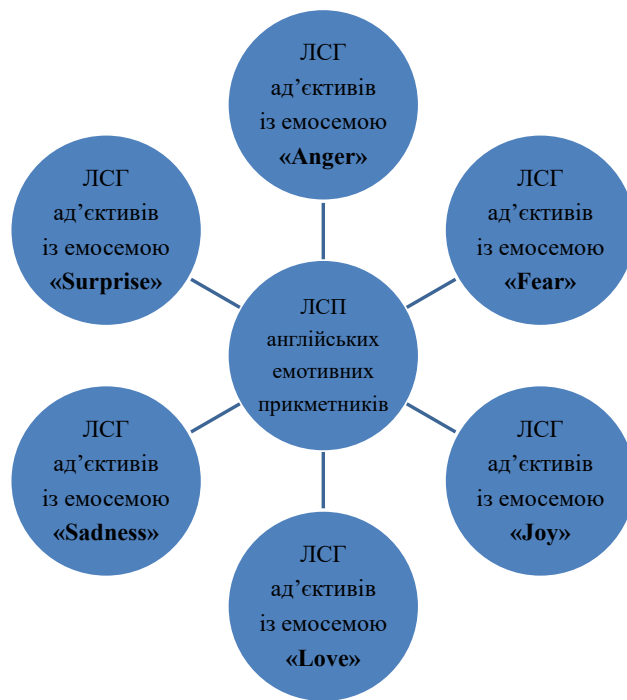 ЛСГ
ад’єктивів
із емосемою
«Anger»
ЛСГ
ад’єктивів
із емосемою
«Surprise»
ЛСГ
ад’єктивів
із емосемою
«Fear»
ЛСП
англійських
емотивних
прикметників
ЛСГ
ад’єктивів
із емосемою
«Sadness»
ЛСГ
ад’єктивів
із емосемою
«Joy»
ЛСГ
ад’єктивів
із емосемою
«Love»